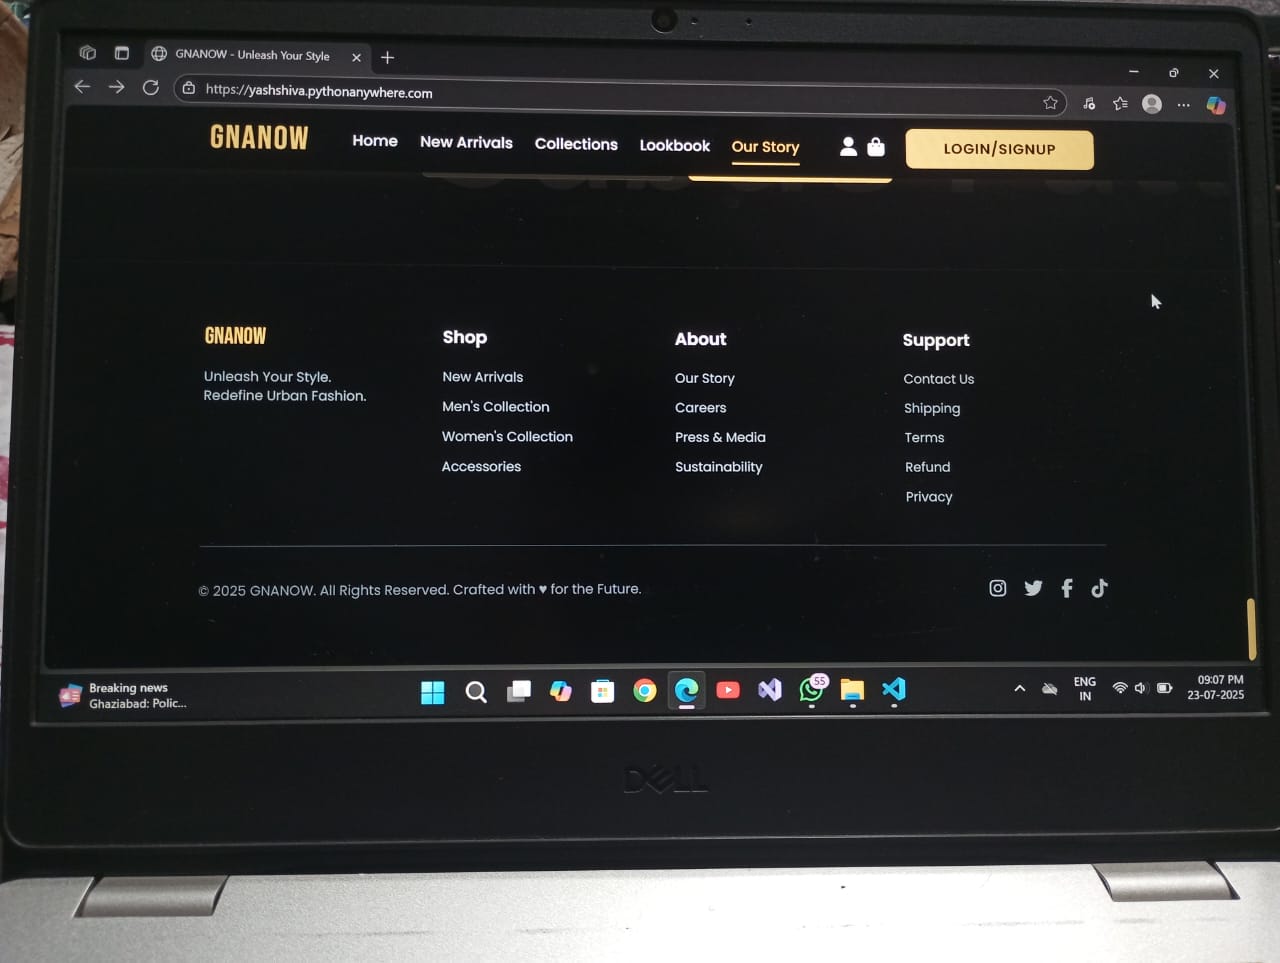 GNANOW - Unleash Your Style
https://yashshiva.pythonanywhere.com
GNANOW
Home
New Arrivals
Collections
Lookbook
Our Story
LOGIN/SIGNUP
GNANOW
Unleash Your Style.
Redefine Urban Fashion.
Shop
New Arrivals
Men's Collection
Women's Collection
Accessories
About
Our Story
Careers
Press & Media
Sustainability
Support
Contact Us
Shipping
Terms
Refund
Privacy
© 2025 GNANOW. All Rights Reserved. Crafted with ♥ for the Future.
Breaking news
Ghaziabad: Polic...
55
ENG
IN
09:07 PM
23-07-2025
DELL